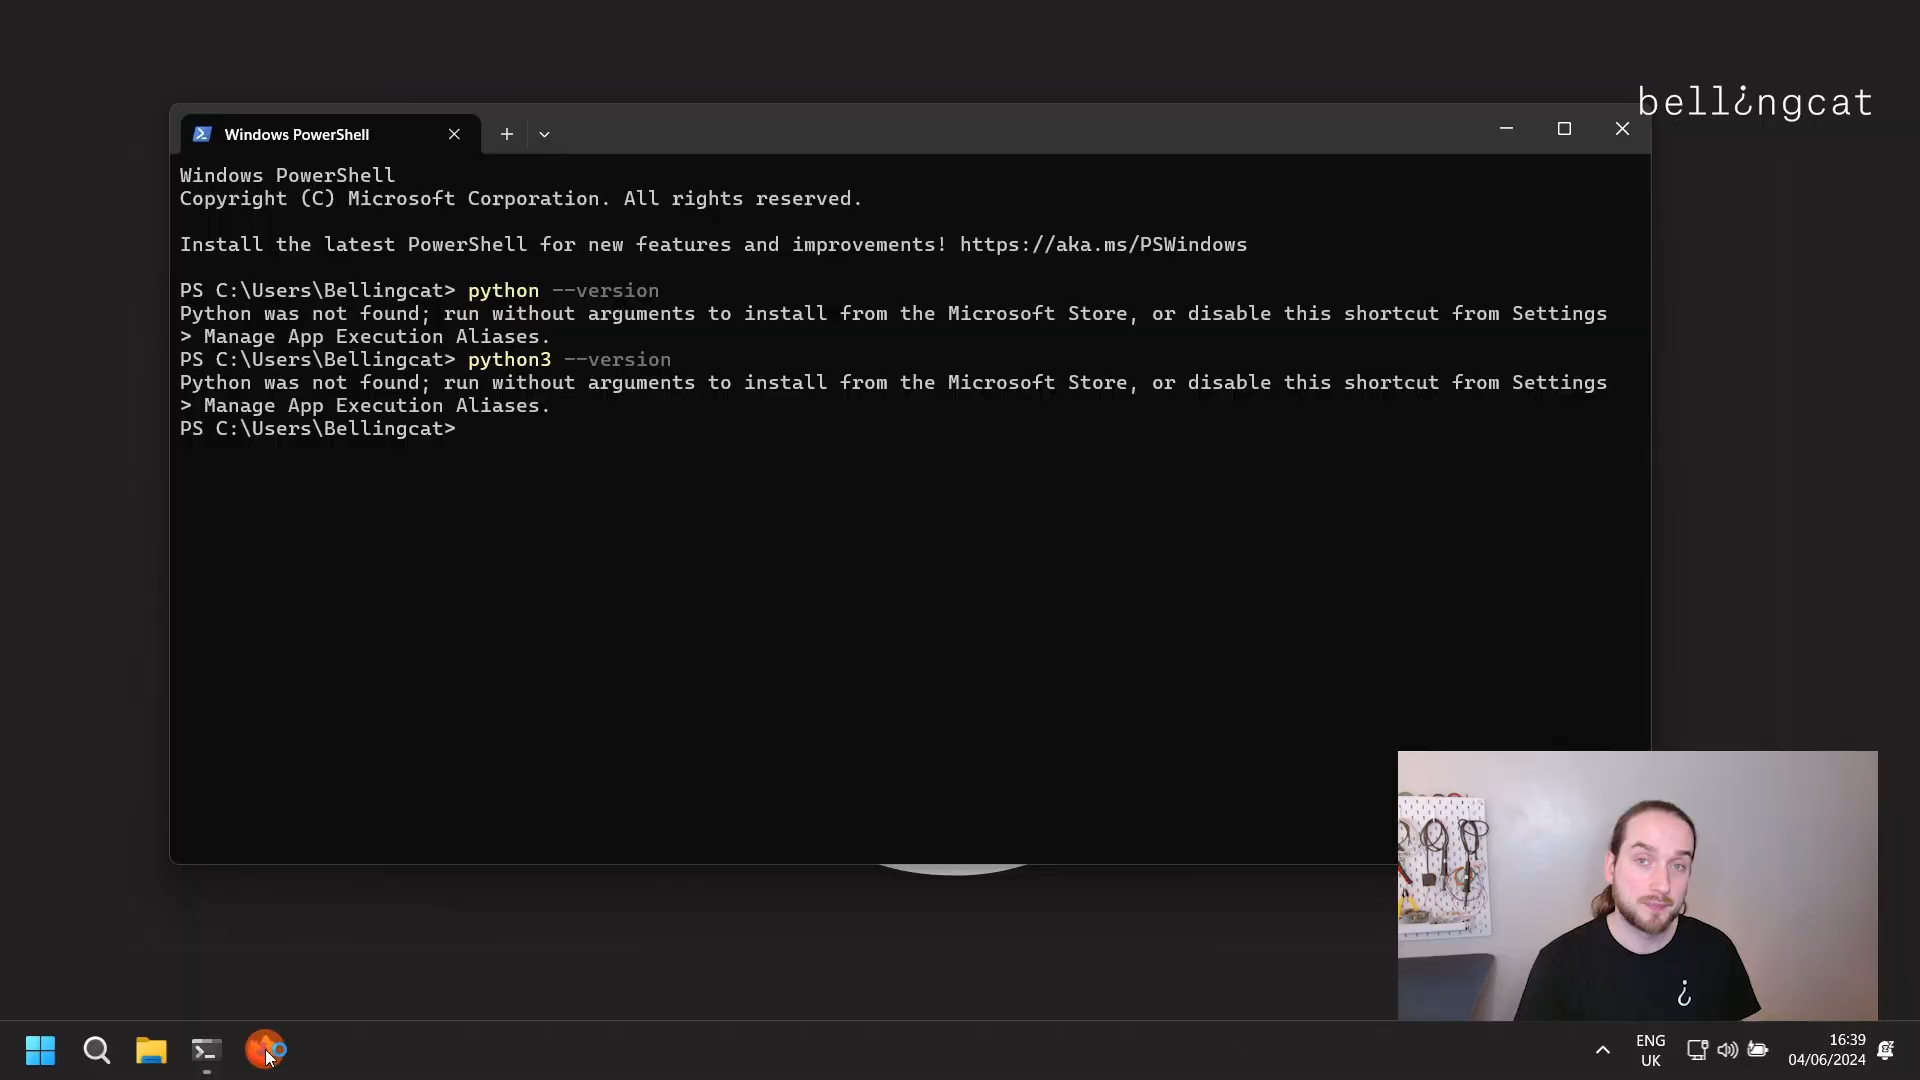 bell¿ngcat
Windows PowerShell
Windows PowerShell
Copyright (C) Microsoft Corporation. All rights reserved.
Install the latest PowerShell for new features and improvements! https://aka.ms/PSWindows
PS C:\Users\Bellingcat> python --version
Python was not found; run without arguments to install from the Microsoft Store, or disable this shortcut from Settings
> Manage App Execution Aliases.
PS C:\Users\Bellingcat> python3 --version
Python was not found; run without arguments to install from the Microsoft Store, or disable this shortcut from Settings
> Manage App Execution Aliases.
PS C:\Users\Bellingcat>
¿
ENG
UK
16:39
04/06/2024